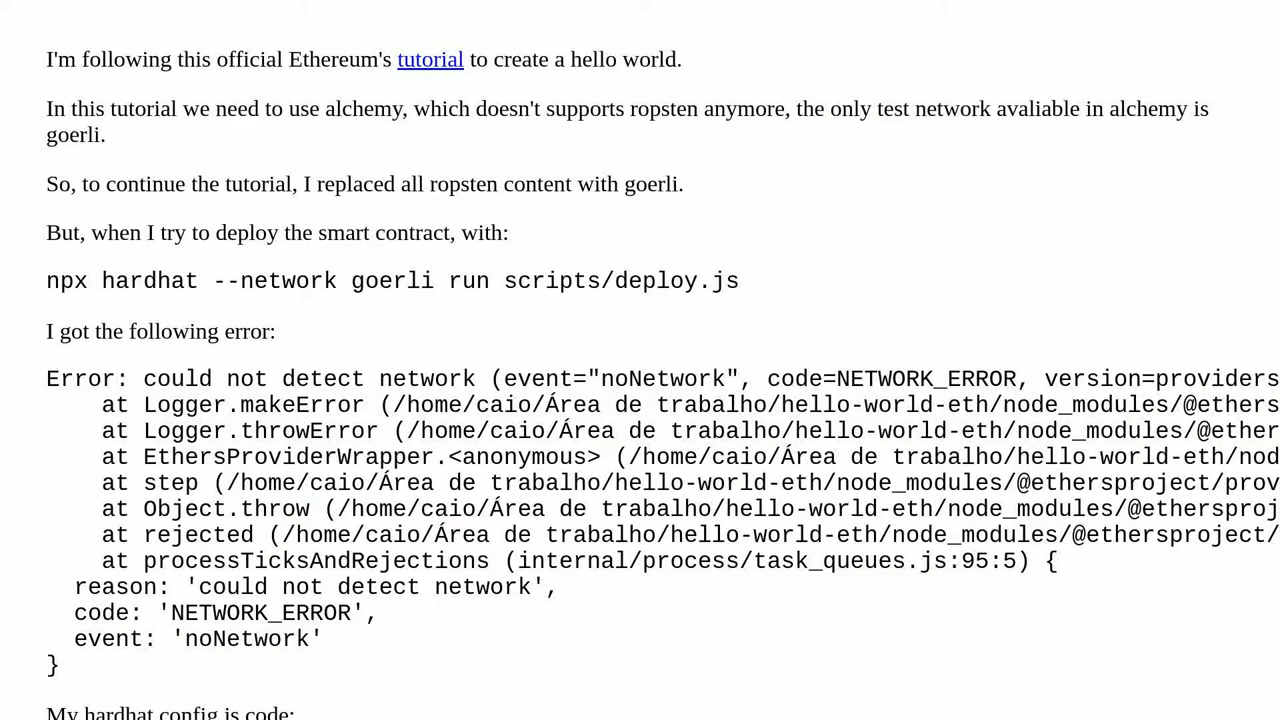 I'm following this official Ethereum's tutorial to create a hello world.
In this tutorial we need to use alchemy, which doesn't supports ropsten anymore, the only test network avaliable in alchemy is
goerli.
So, to continue the tutorial, I replaced all ropsten content with goerli.
But, when I try to deploy the smart contract, with:
npx hardhat --network goerli run scripts/deploy.js
I got the following error:
Error: could not detect network (event="noNetwork", code=NETWORK_ERROR, version=providers
    at Logger.makeError (/home/caio/Área de trabalho/hello-world-eth/node_modules/@ethers
    at Logger.throwError (/home/caio/Área de trabalho/hello-world-eth/node_modules/@ether
    at EthersProviderWrapper.<anonymous> (/home/caio/Área de trabalho/hello-world-eth/nod
    at step (/home/caio/Área de trabalho/hello-world-eth/node_modules/@ethersproject/prov
    at Object.throw (/home/caio/Área de trabalho/hello-world-eth/node_modules/@ethersproj
    at rejected (/home/caio/Área de trabalho/hello-world-eth/node_modules/@ethersproject/
    at processTicksAndRejections (internal/process/task_queues.js:95:5) {
  reason: 'could not detect network',
  code: 'NETWORK_ERROR',
  event: 'noNetwork'
}
My hardhat config is code: